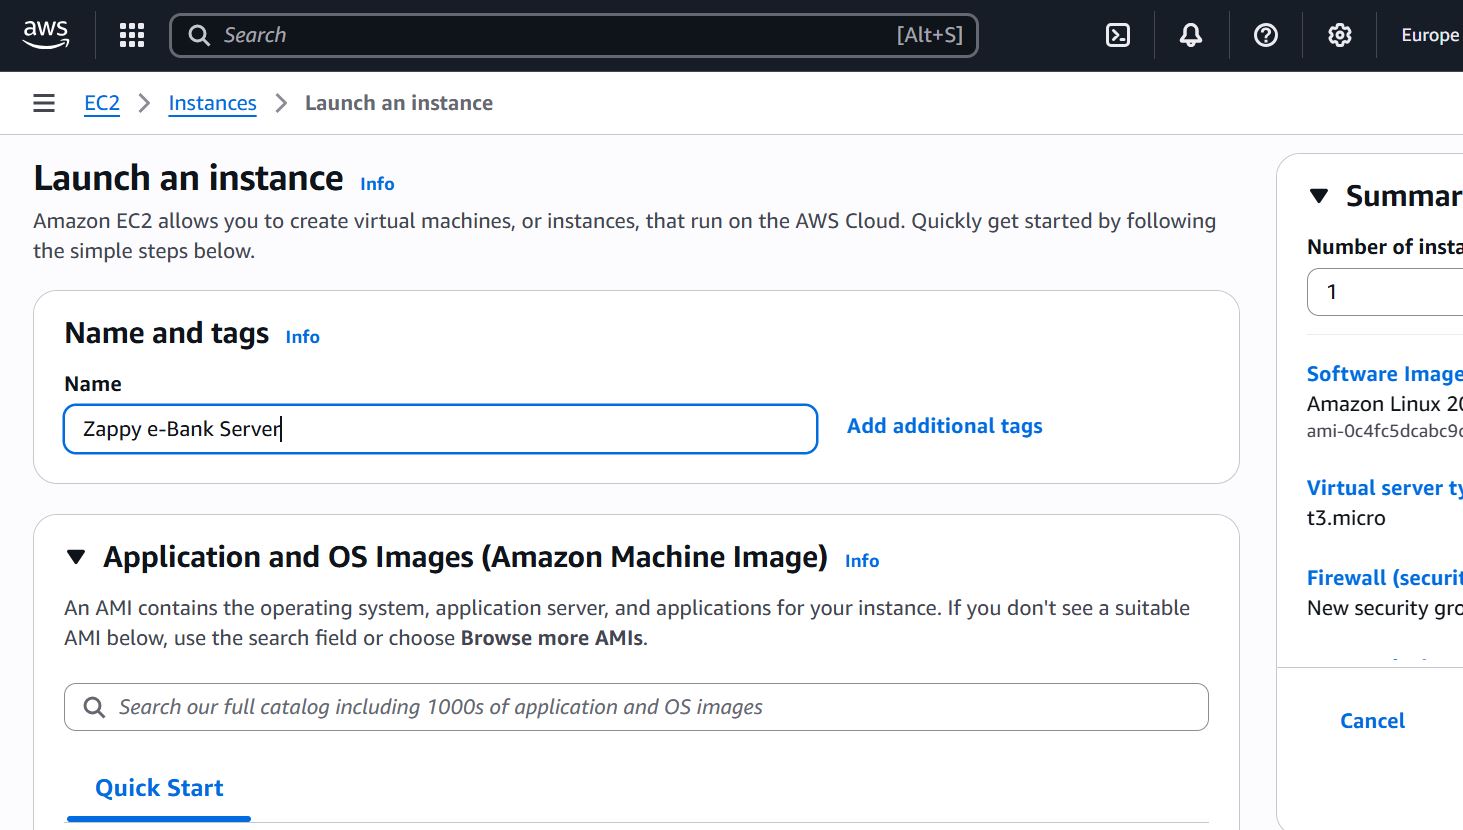 aws
Search [Alt+S]
Europe
EC2 Instances Launch an instance
Launch an instance Info
Amazon EC2 allows you to create virtual machines, or instances, that run on the AWS Cloud. Quickly get started by following
the simple steps below.
Name and tags Info
Name
Zappy e-Bank Server
Add additional tags
Application and OS Images (Amazon Machine Image) Info
An AMI contains the operating system, application server, and applications for your instance. If you don't see a suitable
AMI below, use the search field or choose Browse more AMIs.
Search our full catalog including 1000s of application and OS images
Quick Start
Summar
Number of insta
1
Software Image
Amazon Linux 20
ami-0c4fc5dcabc9c
Virtual server ty
t3.micro
Firewall (securit
New security gro
Cancel